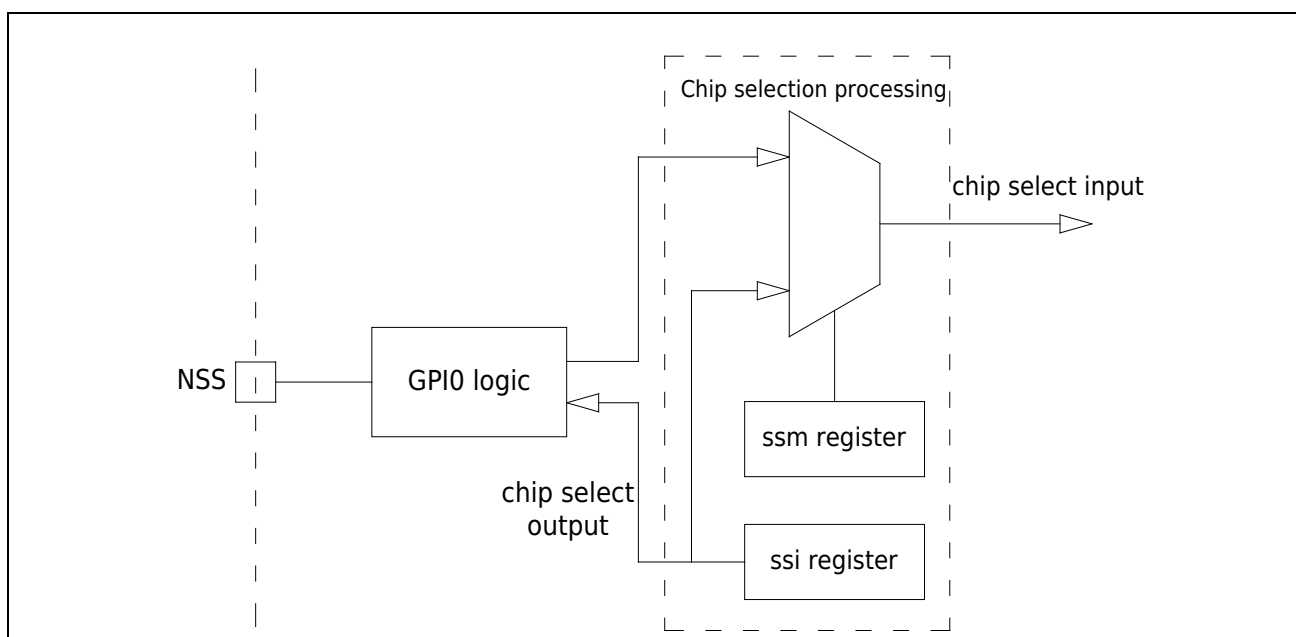 Chip selection processing
chip select input
NSS
GPI0 logic
ssm register
chip select
output
ssi register